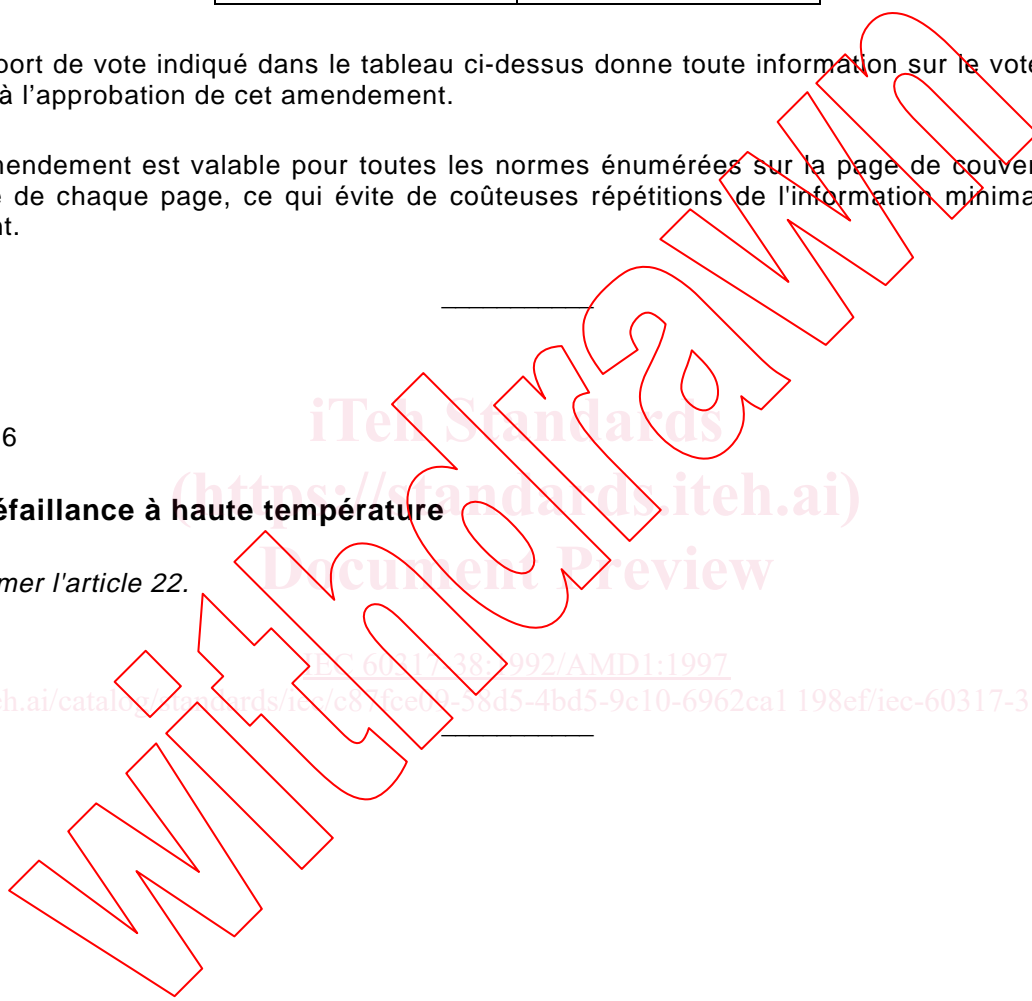 port de vote indiqué dans le tableau ci-dessus donne toute information sur le vote
à l’approbation de cet amendement.
mendement est valable pour toutes les normes énumérées sur la page de couver
e de chaque page, ce qui évite de coûteuses répétitions de l'information minima
nt.
iTeh Standards
6
(https://standards.iteh.ai)
éfaillance à haute température
Document Preview
mer l'article 22.
IEC 60317-38:1992/AMD1:1997
eh.ai/catalog/standards/iec/c87fce09-58d5-4bd5-9c10-6962ca1198ef/iec-60317-3
withdrawn